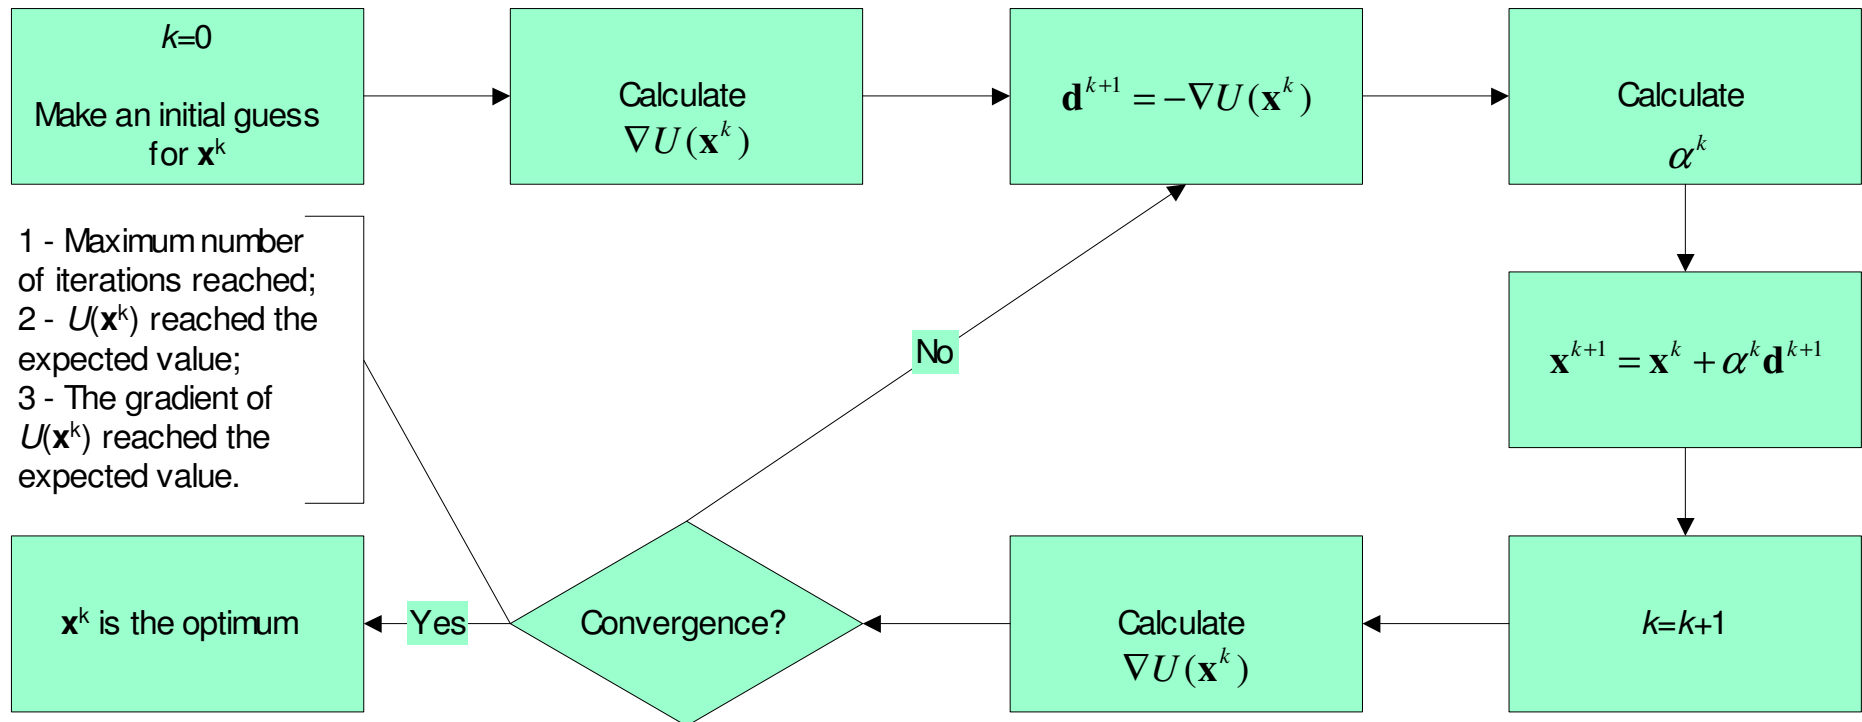 k=0
Make an initial guess
for x^k
Calculate
∇U(x^k)
d^{k+1} = −∇U(x^k)
Calculate
α^k
1 - Maximum number
of iterations reached;
2 - U(x^k) reached the
expected value;
3 - The gradient of
U(x^k) reached the
expected value.
No
x^{k+1} = x^k + α^k d^{k+1}
x^k is the optimum
Yes
Convergence?
Calculate
∇U(x^k)
k=k+1